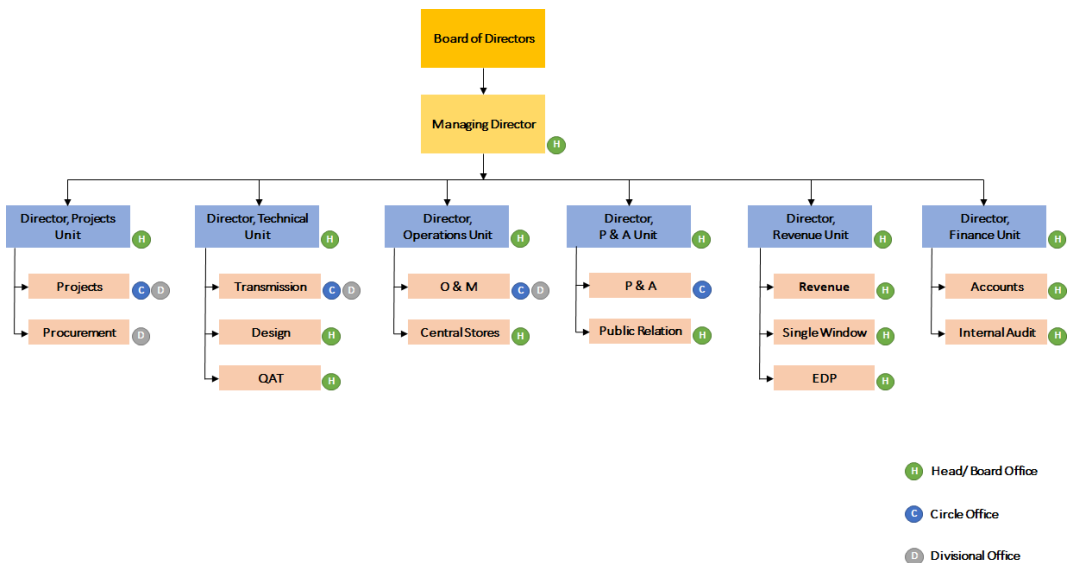 Board of Directors
Managing Director
H
Director, Projects
Unit
H
Director, Technical
Unit
H
Director,
Operations Unit
H
Director,
P & A Unit
H
Director,
Revenue Unit
H
Director,
Finance Unit
H
Projects
C D
Transmission
C D
O & M
C D
P & A
C
Revenue
H
Accounts
H
Procurement
D
Design
H
Central Stores
H
Public Relation
H
Single Window
H
Internal Audit
H
QAT
H
EDP
H
H Head/ Board Office
C Circle Office
D Divisional Office